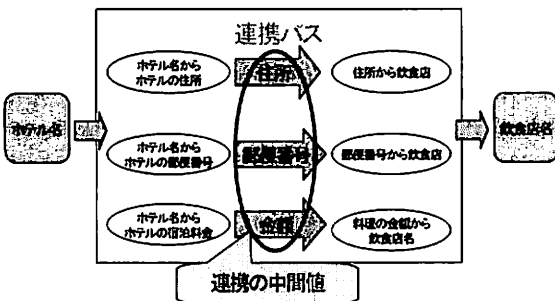 連携パス
ホテル名から
ホテルの住所
住所
住所から飲食店
ホテル名
ホテル名から
ホテルの郵便番号
郵便番号
郵便番号から飲食店
飲食店名
ホテル名から
ホテルの宿泊料金
金額
料理の金額から
飲食店名
連携の中間値